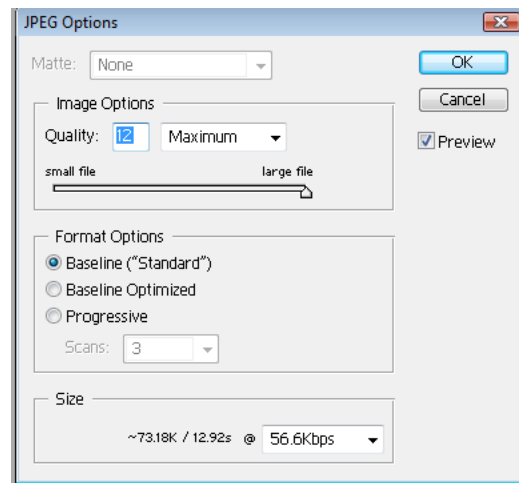 JPEG Options
Matte: None
OK
Image Options
Cancel
Quality: 12 Maximum
Preview
small file large file
Format Options
Baseline (“Standard”)
Baseline Optimized
Progressive
Scans: 3
Size
~73.18K / 12.92s @ 56.6Kbps